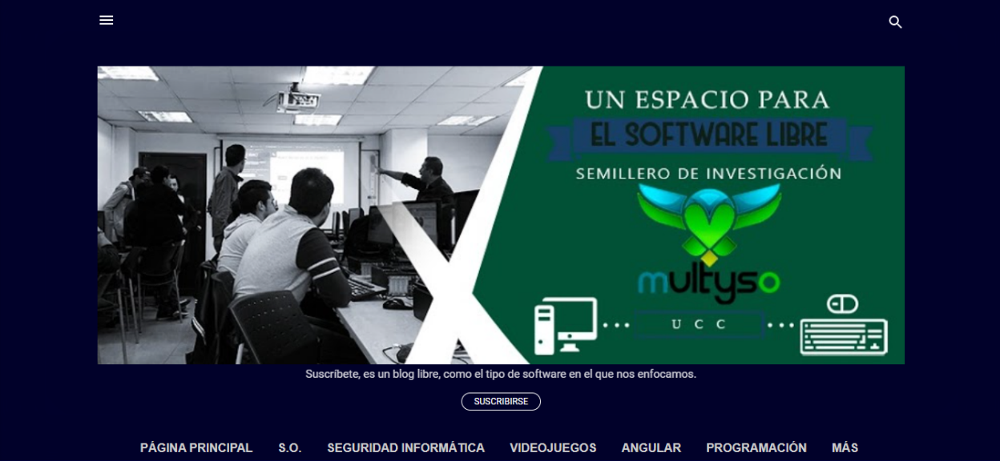 UN ESPACIO PARA
EL SOFTWARE LIBRE
SEMILLERO DE INVESTIGACIÓN
multyso
UCC
Suscríbete, es un blog libre, como el tipo de software en el que nos enfocamos.
SUSCRIBIRSE
PÁGINA PRINCIPAL S.O. SEGURIDAD INFORMÁTICA VIDEOJUEGOS ANGULAR PROGRAMACIÓN MÁS